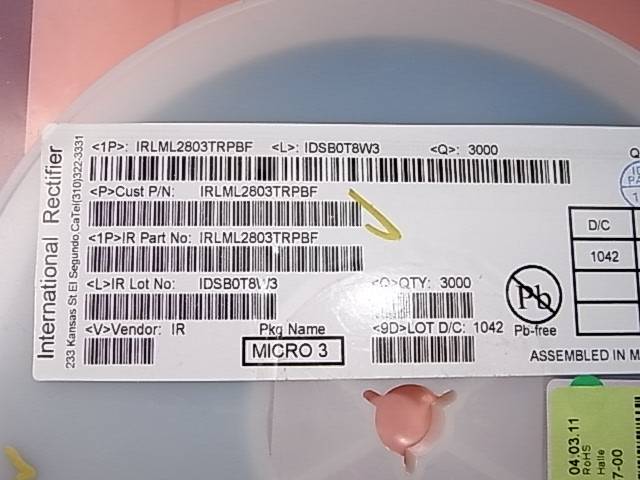 International Rectifier
233 Kansas St El Segundo,CaTel(310)322-3331
<1P>: IRLML2803TRPBF <L>: IDSB0T8W3 <Q>: 3000
<P>Cust P/N: IRLML2803TRPBF
<1P>IR Part No: IRLML2803TRPBF
<L>IR Lot No: IDSB0T8W3 <Q>QTY: 3000
<V>Vendor: IR Pkg Name <9D>LOT D/C: 1042
MICRO 3
Pb
Pb-free
D/C
1042
ASSEMBLED IN
04.03.11
RoHS
Halle
7-00